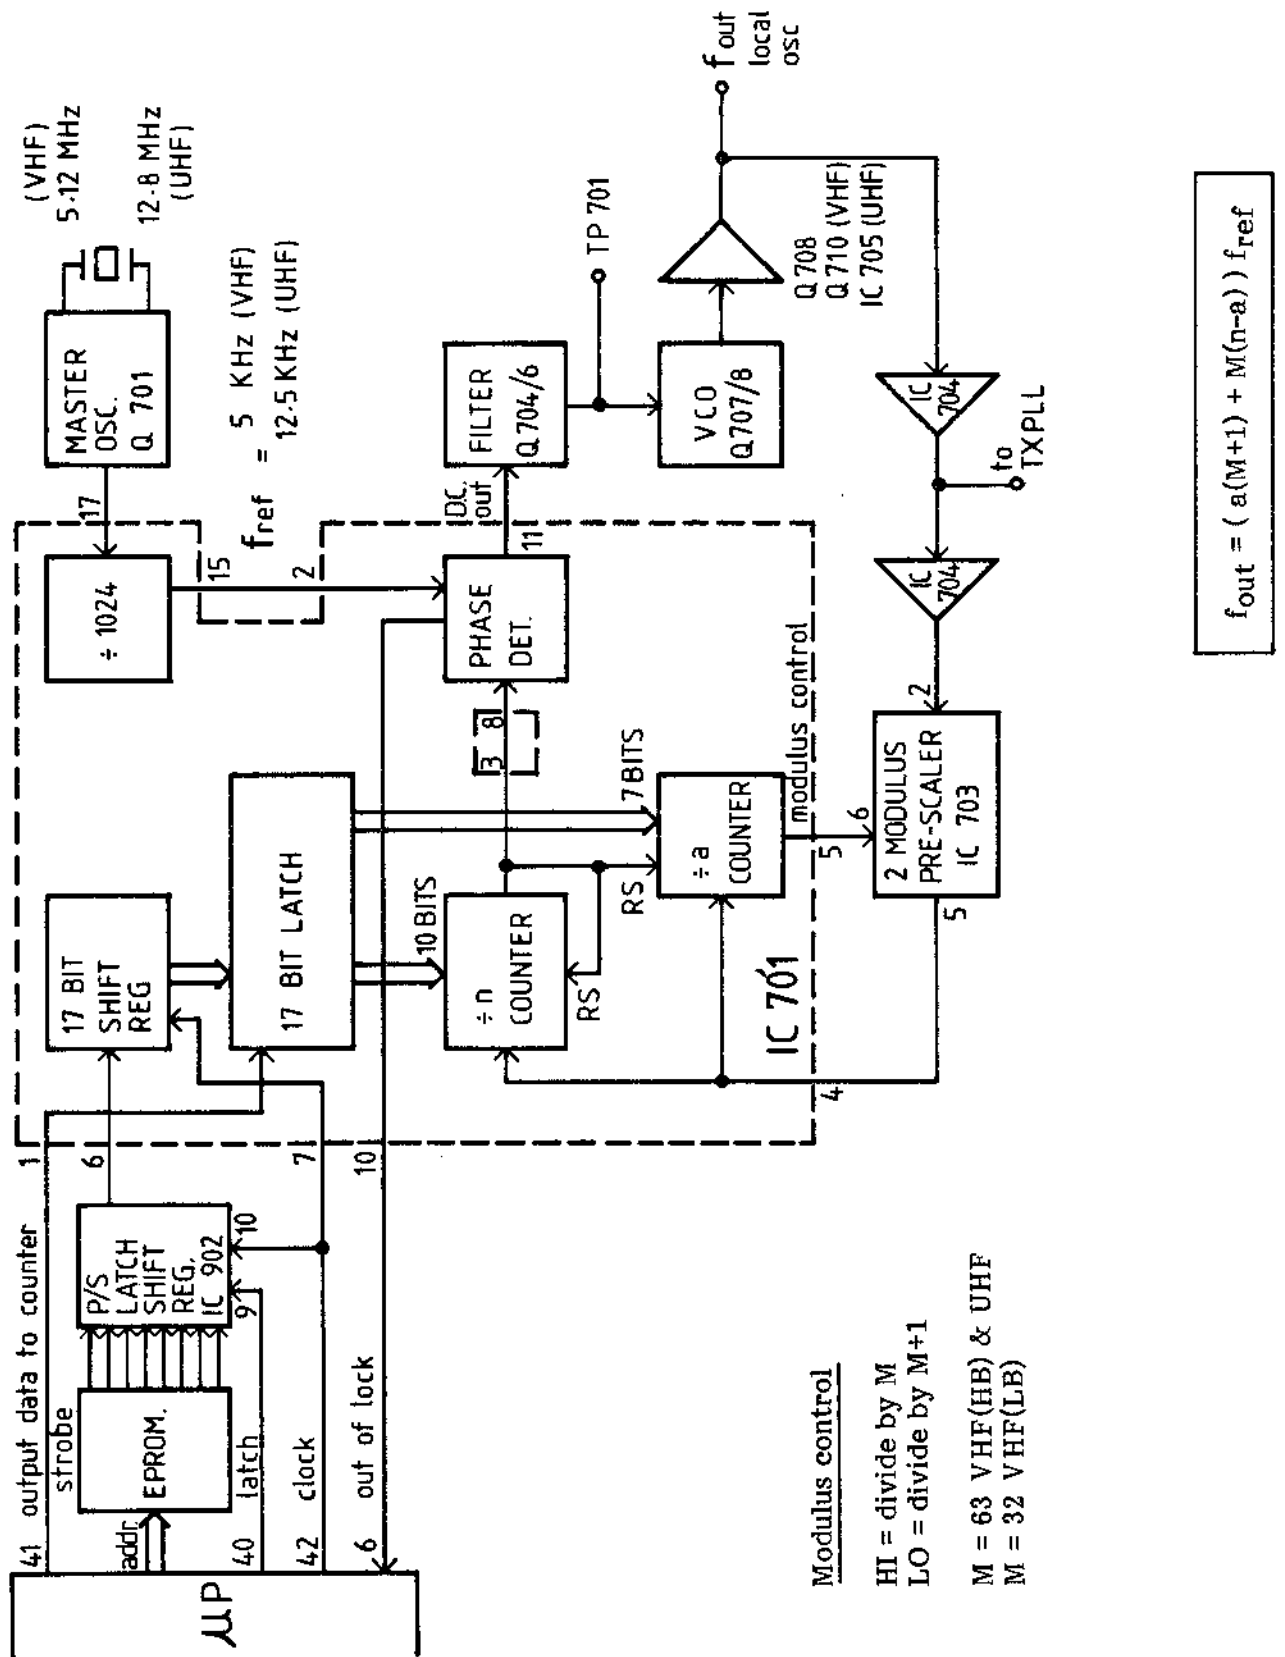 μP
41 output data to counter
strobe
addr.
EPROM.
latch
40
clock
42
out of lock
6
P/S
LATCH
SHIFT
REG.
IC 902
9
10
1
6
7
10
17 BIT
SHIFT
REG
17 BIT LATCH
10 BITS
7 BITS
÷n
COUNTER
RS
RS
÷a
COUNTER
IC 701
4
5
modulus control
3
8
÷ 1024
17
15
2
PHASE
DET.
11
D.C.
out
MASTER
OSC.
Q 701
(VHF)
5·12 MHz
12·8 MHz
(UHF)
fref = 5 KHz (VHF)
12·5 KHz (UHF)
FILTER
Q704/6
TP 701
VCO
Q707/8
Q708
Q710 (VHF)
IC 705 (UHF)
fout
local
osc
IC
704
to
TXPLL
IC
704
2
2 MODULUS
PRE-SCALER
IC 703
6
5
Modulus control
HI = divide by M
LO = divide by M+1
M = 63 VHF(HB) & UHF
M = 32 VHF(LB)
fout = ( a(M+1) + M(n-a) ) fref